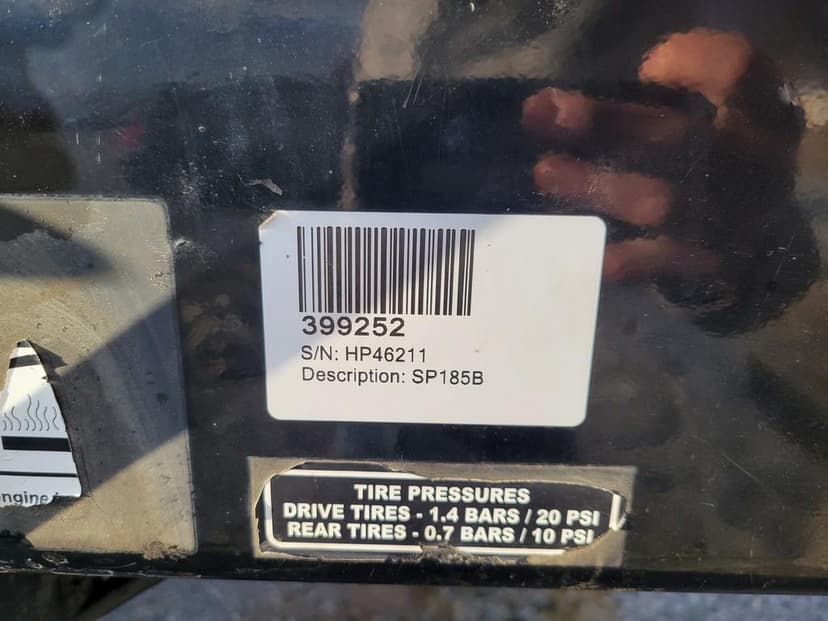 399252
S/N: HP46211
Description: SP185B
engine
TIRE PRESSURES
DRIVE TIRES - 1.4 BARS / 20 PSI
REAR TIRES - 0.7 BARS / 10 PSI